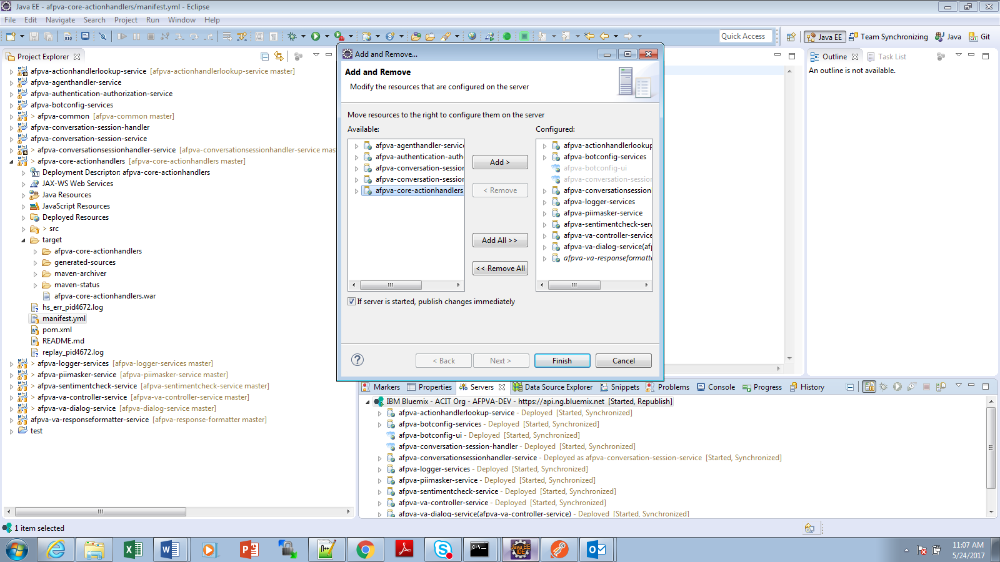 Java EE - afpva-core-actionhandlers/manifest.yml - Eclipse
File Edit Navigate Search Project Run Window Help
Quick Access
Java EE Team Synchronizing Java Git
Project Explorer
afpva-actionhandlerlookup-service [afpva-actionhandlerlookup-service master]
afpva-agenthandler-service
afpva-authentication-authorization-service
afpva-botconfig-services
> afpva-common [afpva-common master]
afpva-conversation-session-handler
afpva-conversation-session-service
> afpva-conversationsessionhandler-service [afpva-conversationsessionhandler-service mas
> afpva-core-actionhandlers [afpva-core-actionhandlers master]
Deployment Descriptor: afpva-core-actionhandlers
JAX-WS Web Services
Java Resources
JavaScript Resources
Deployed Resources
> src
target
afpva-core-actionhandlers
generated-sources
maven-archiver
maven-status
afpva-core-actionhandlers.war
hs_err_pid4672.log
manifest.yml
pom.xml
README.md
replay_pid4672.log
> afpva-logger-services [afpva-logger-services master]
> afpva-piimasker-service [afpva-piimasker-service master]
> afpva-sentimentcheck-service [afpva-sentimentcheck-service master]
> afpva-va-controller-service [afpva-va-controller-service master]
> afpva-va-dialog-service [afpva-dialog-service master]
> afpva-va-responseformatter-service [afpva-response-formatter master]
test
Add and Remove...
Add and Remove
Modify the resources that are configured on the server
Move resources to the right to configure them on the server
Available:
afpva-agenthandler-servic
afpva-authentication-auth
afpva-conversation-session
afpva-conversation-session
afpva-core-actionhandlers
Add >
< Remove
Add All >>
<< Remove All
Configured:
afpva-actionhandlerlookup
afpva-botconfig-services
afpva-botconfig-ui
afpva-conversation-session
afpva-conversationsession
afpva-logger-services
afpva-piimasker-service
afpva-sentimentcheck-serv
afpva-va-controller-service
afpva-va-dialog-service(afp
afpva-va-responseformatte
If server is started, publish changes immediately
< Back Next > Finish Cancel
Outline Task List
An outline is not available.
Markers Properties Servers Data Source Explorer Snippets Problems Console Progress History
IBM Bluemix - ACIT Org - AFPVA-DEV - https://api.ng.bluemix.net [Started, Republish]
afpva-actionhandlerlookup-service - Deployed [Started, Synchronized]
afpva-botconfig-services - Deployed [Started, Synchronized]
afpva-botconfig-ui - Deployed [Started, Synchronized]
afpva-conversation-session-handler - Deployed [Started, Synchronized]
afpva-conversationsessionhandler-service - Deployed as afpva-conversation-session-service [Started, Synchronized]
afpva-logger-services - Deployed [Started, Synchronized]
afpva-piimasker-service - Deployed [Started, Synchronized]
afpva-sentimentcheck-service - Deployed [Started, Synchronized]
afpva-va-controller-service - Deployed [Started, Synchronized]
afpva-va-dialog-service(afpva-va-controller-service) - Deployed [Started, Synchronized]
1 item selected
Java EE IDE
11:07 AM
5/24/2017